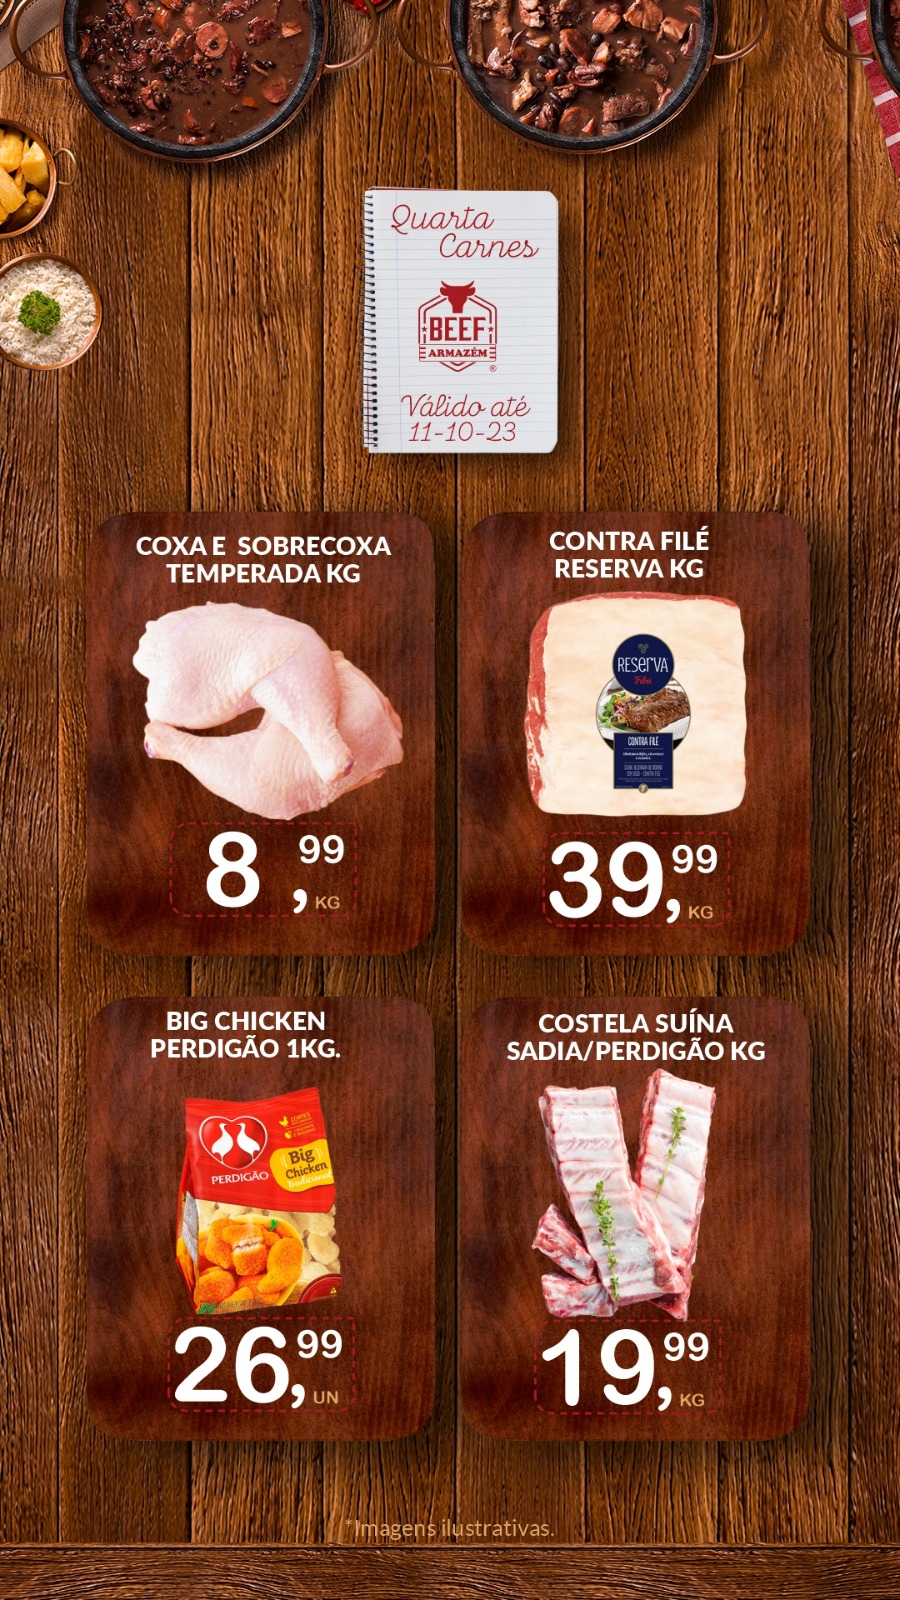 Quarta
Carnes
BEEF
ARMAZÉM
®
Válido até
11-10-23
COXA E SOBRECOXA
TEMPERADA KG
8,99
KG
CONTRA FILÉ
RESERVA KG
RESERVA
Friboi
CONTRA FILÉ
39,99
KG
BIG CHICKEN
PERDIGÃO 1KG.
PERDIGÃO
Big
Chicken
Tradicional
26,99
UN
COSTELA SUÍNA
SADIA/PERDIGÃO KG
19,99
KG
*Imagens ilustrativas.